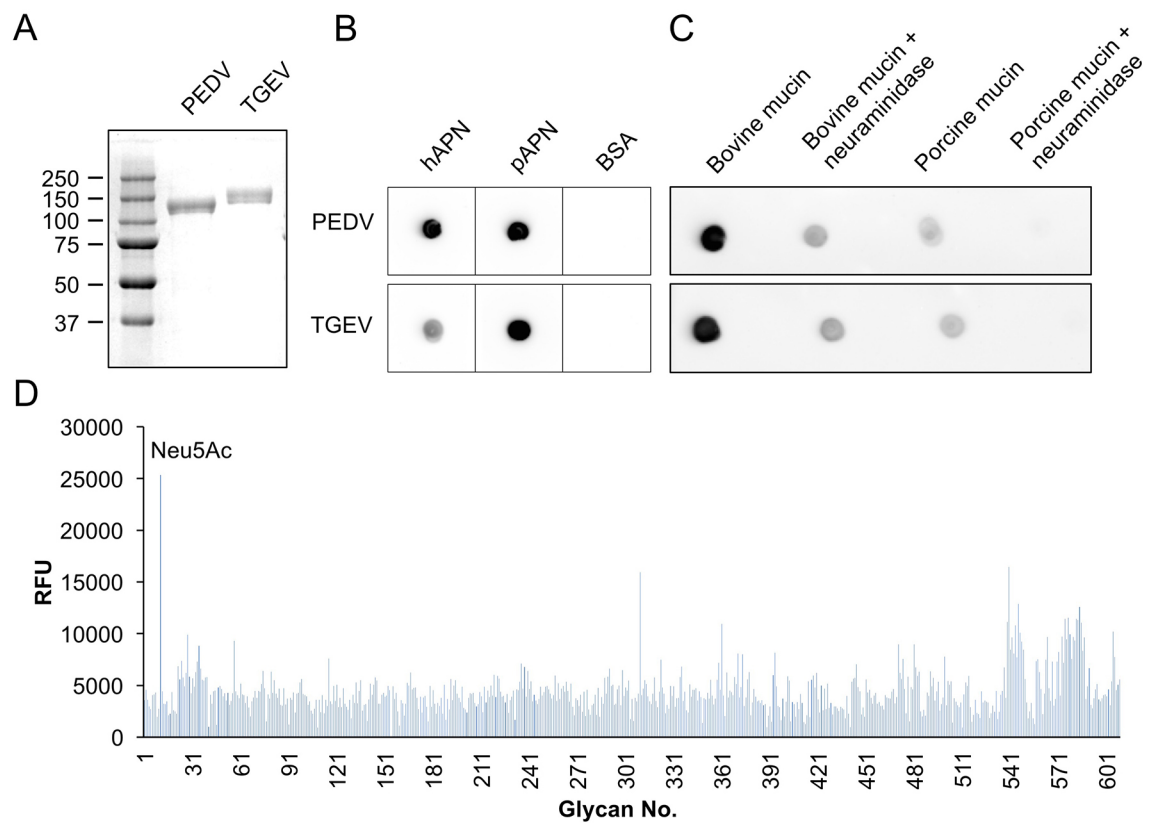 A
PEDV
TGEV
250
150
100
75
50
37
B
hAPN
pAPN
BSA
PEDV
TGEV
C
Bovine mucin
Bovine mucin +
neuraminidase
Porcine mucin
Porcine mucin +
neuraminidase
D
30000
25000
20000
15000
10000
5000
0
RFU
Neu5Ac
1 31 61 91 121 151 181 211 241 271 301 331 361 391 421 451 481 511 541 571 601
Glycan No.